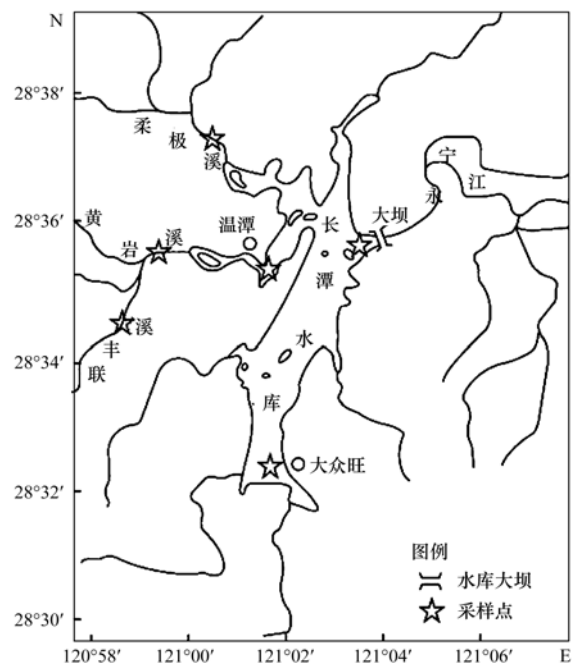 N
28°38′
柔极溪
宁
永江
黄岩溪
温潭
大坝
28°36′
长潭水库
溪
丰
联
28°34′
大众旺
28°32′
图例
水库大坝
采样点
28°30′
120°58′ 121°00′ 121°02′ 121°04′ 121°06′ E